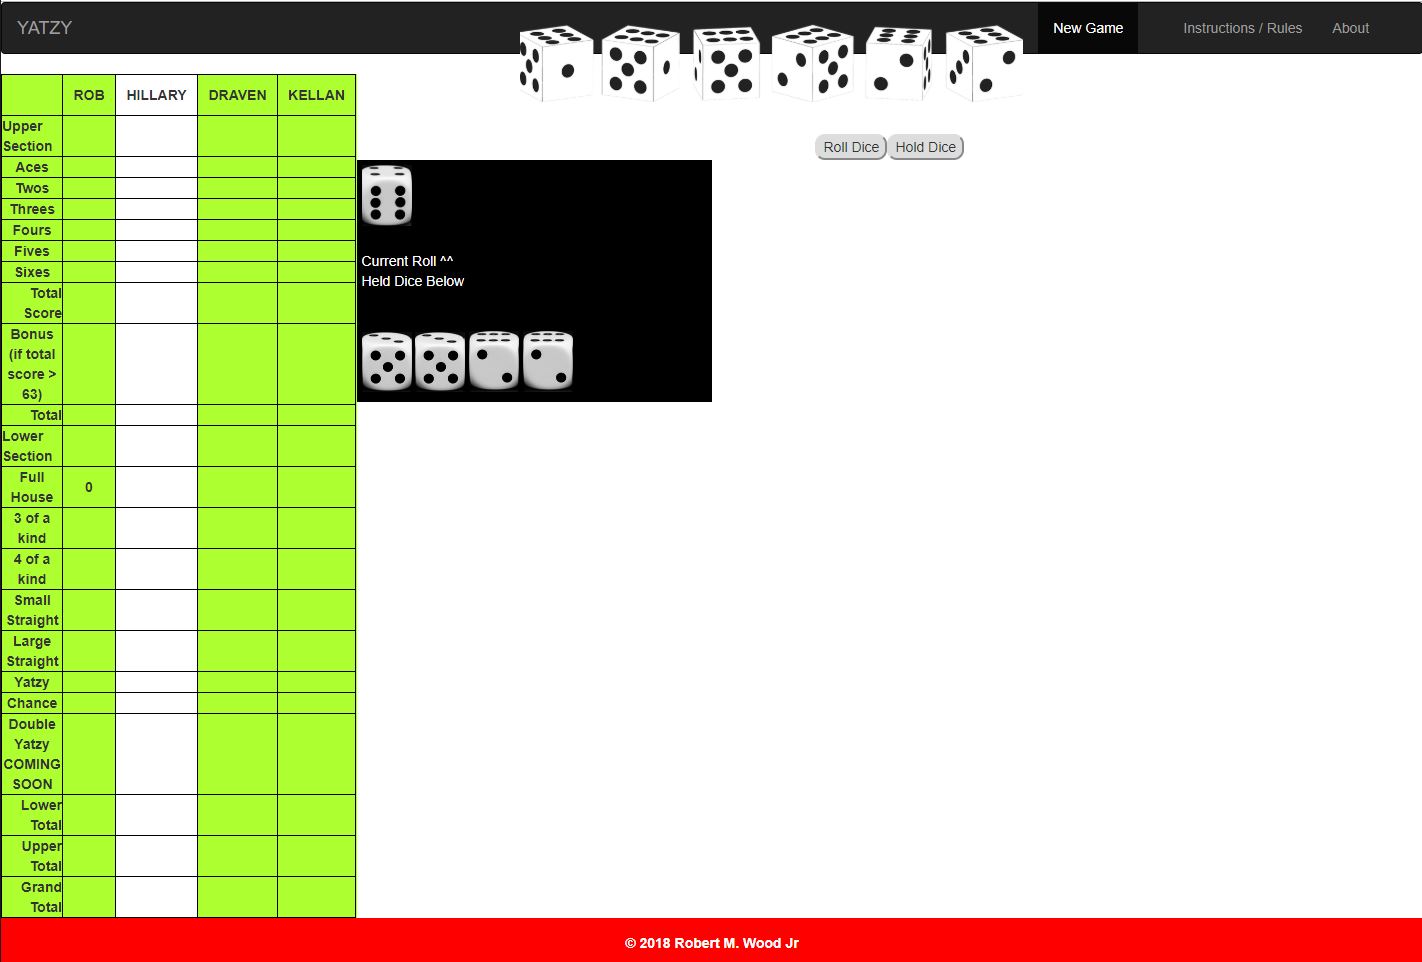 YATZY
New Game
Instructions / Rules
About
ROB HILLARY DRAVEN KELLAN
Upper
Section
Aces
Twos
Threes
Fours
Fives
Sixes
Total
Score
Bonus
(if total
score >
63)
Total
Lower
Section
Full
House
0
3 of a
kind
4 of a
kind
Small
Straight
Large
Straight
Yatzy
Chance
Double
Yatzy
COMING
SOON
Lower
Total
Upper
Total
Grand
Total
Roll Dice
Hold Dice
Current Roll ^^
Held Dice Below
© 2018 Robert M. Wood Jr